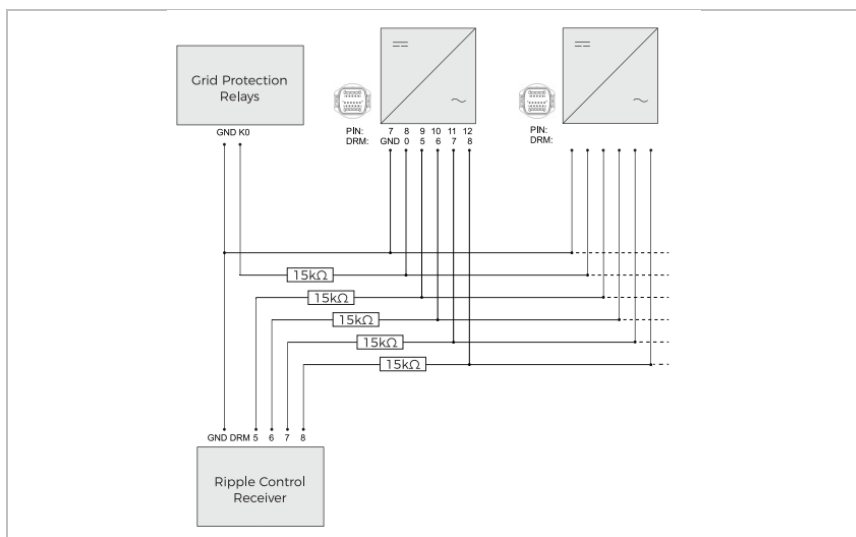 Grid Protection
Relays
GND K0
PIN: 7 8 9 10 11 12
DRM: GND 0 5 6 7 8
PIN:
DRM:
15kΩ
15kΩ
15kΩ
15kΩ
15kΩ
GND DRM 5 6 7 8
Ripple Control
Receiver